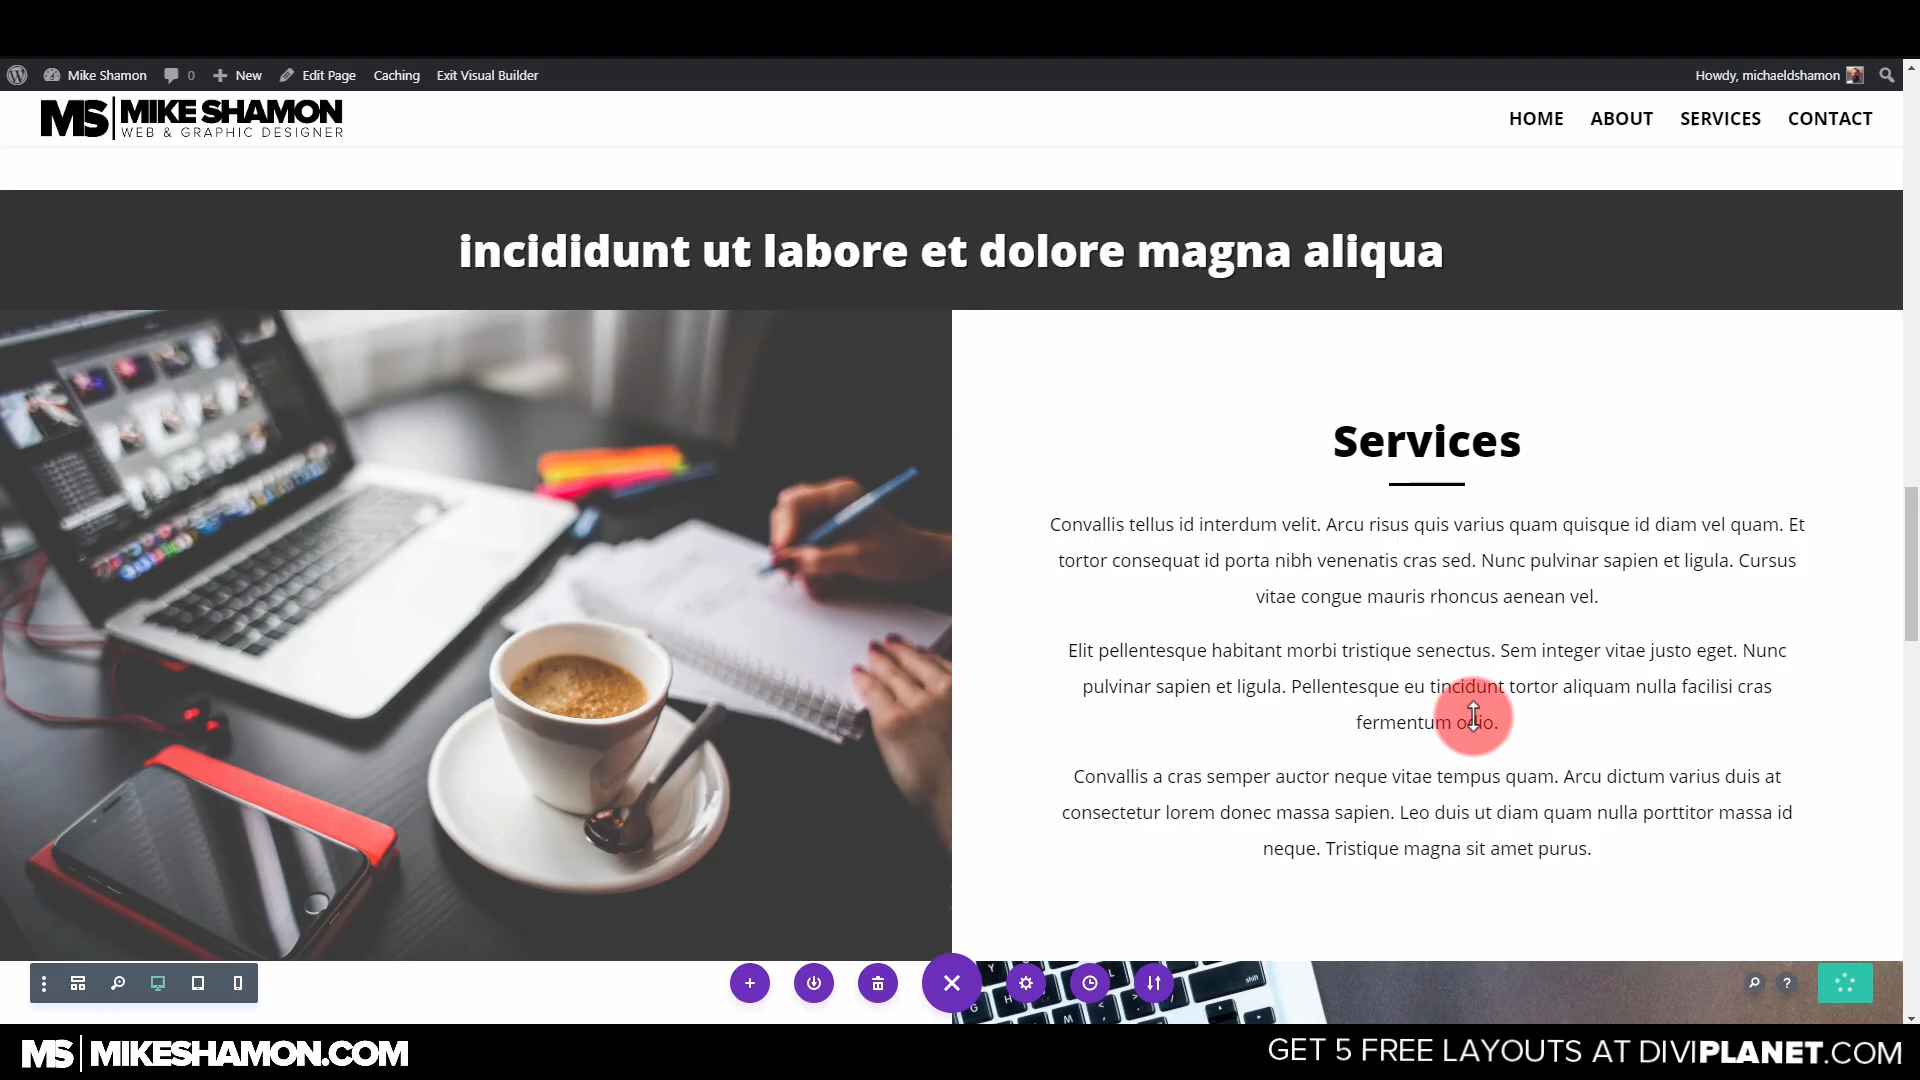 Mike Shamon 0 New Edit Page Caching Exit Visual Builder Howdy, michaeldshamon
MS MIKE SHAMON
WEB & GRAPHIC DESIGNER
HOME ABOUT SERVICES CONTACT
incididunt ut labore et dolore magna aliqua
Services
Convallis tellus id interdum velit. Arcu risus quis varius quam quisque id diam vel quam. Et
tortor consequat id porta nibh venenatis cras sed. Nunc pulvinar sapien et ligula. Cursus
vitae congue mauris rhoncus aenean vel.
Elit pellentesque habitant morbi tristique senectus. Sem integer vitae justo eget. Nunc
pulvinar sapien et ligula. Pellentesque eu tincidunt tortor aliquam nulla facilisi cras
fermentum odio.
Convallis a cras semper auctor neque vitae tempus quam. Arcu dictum varius duis at
consectetur lorem donec massa sapien. Leo duis ut diam quam nulla porttitor massa id
neque. Tristique magna sit amet purus.
MS MIKESHAMON.COM
GET 5 FREE LAYOUTS AT DIVIPLANET.COM